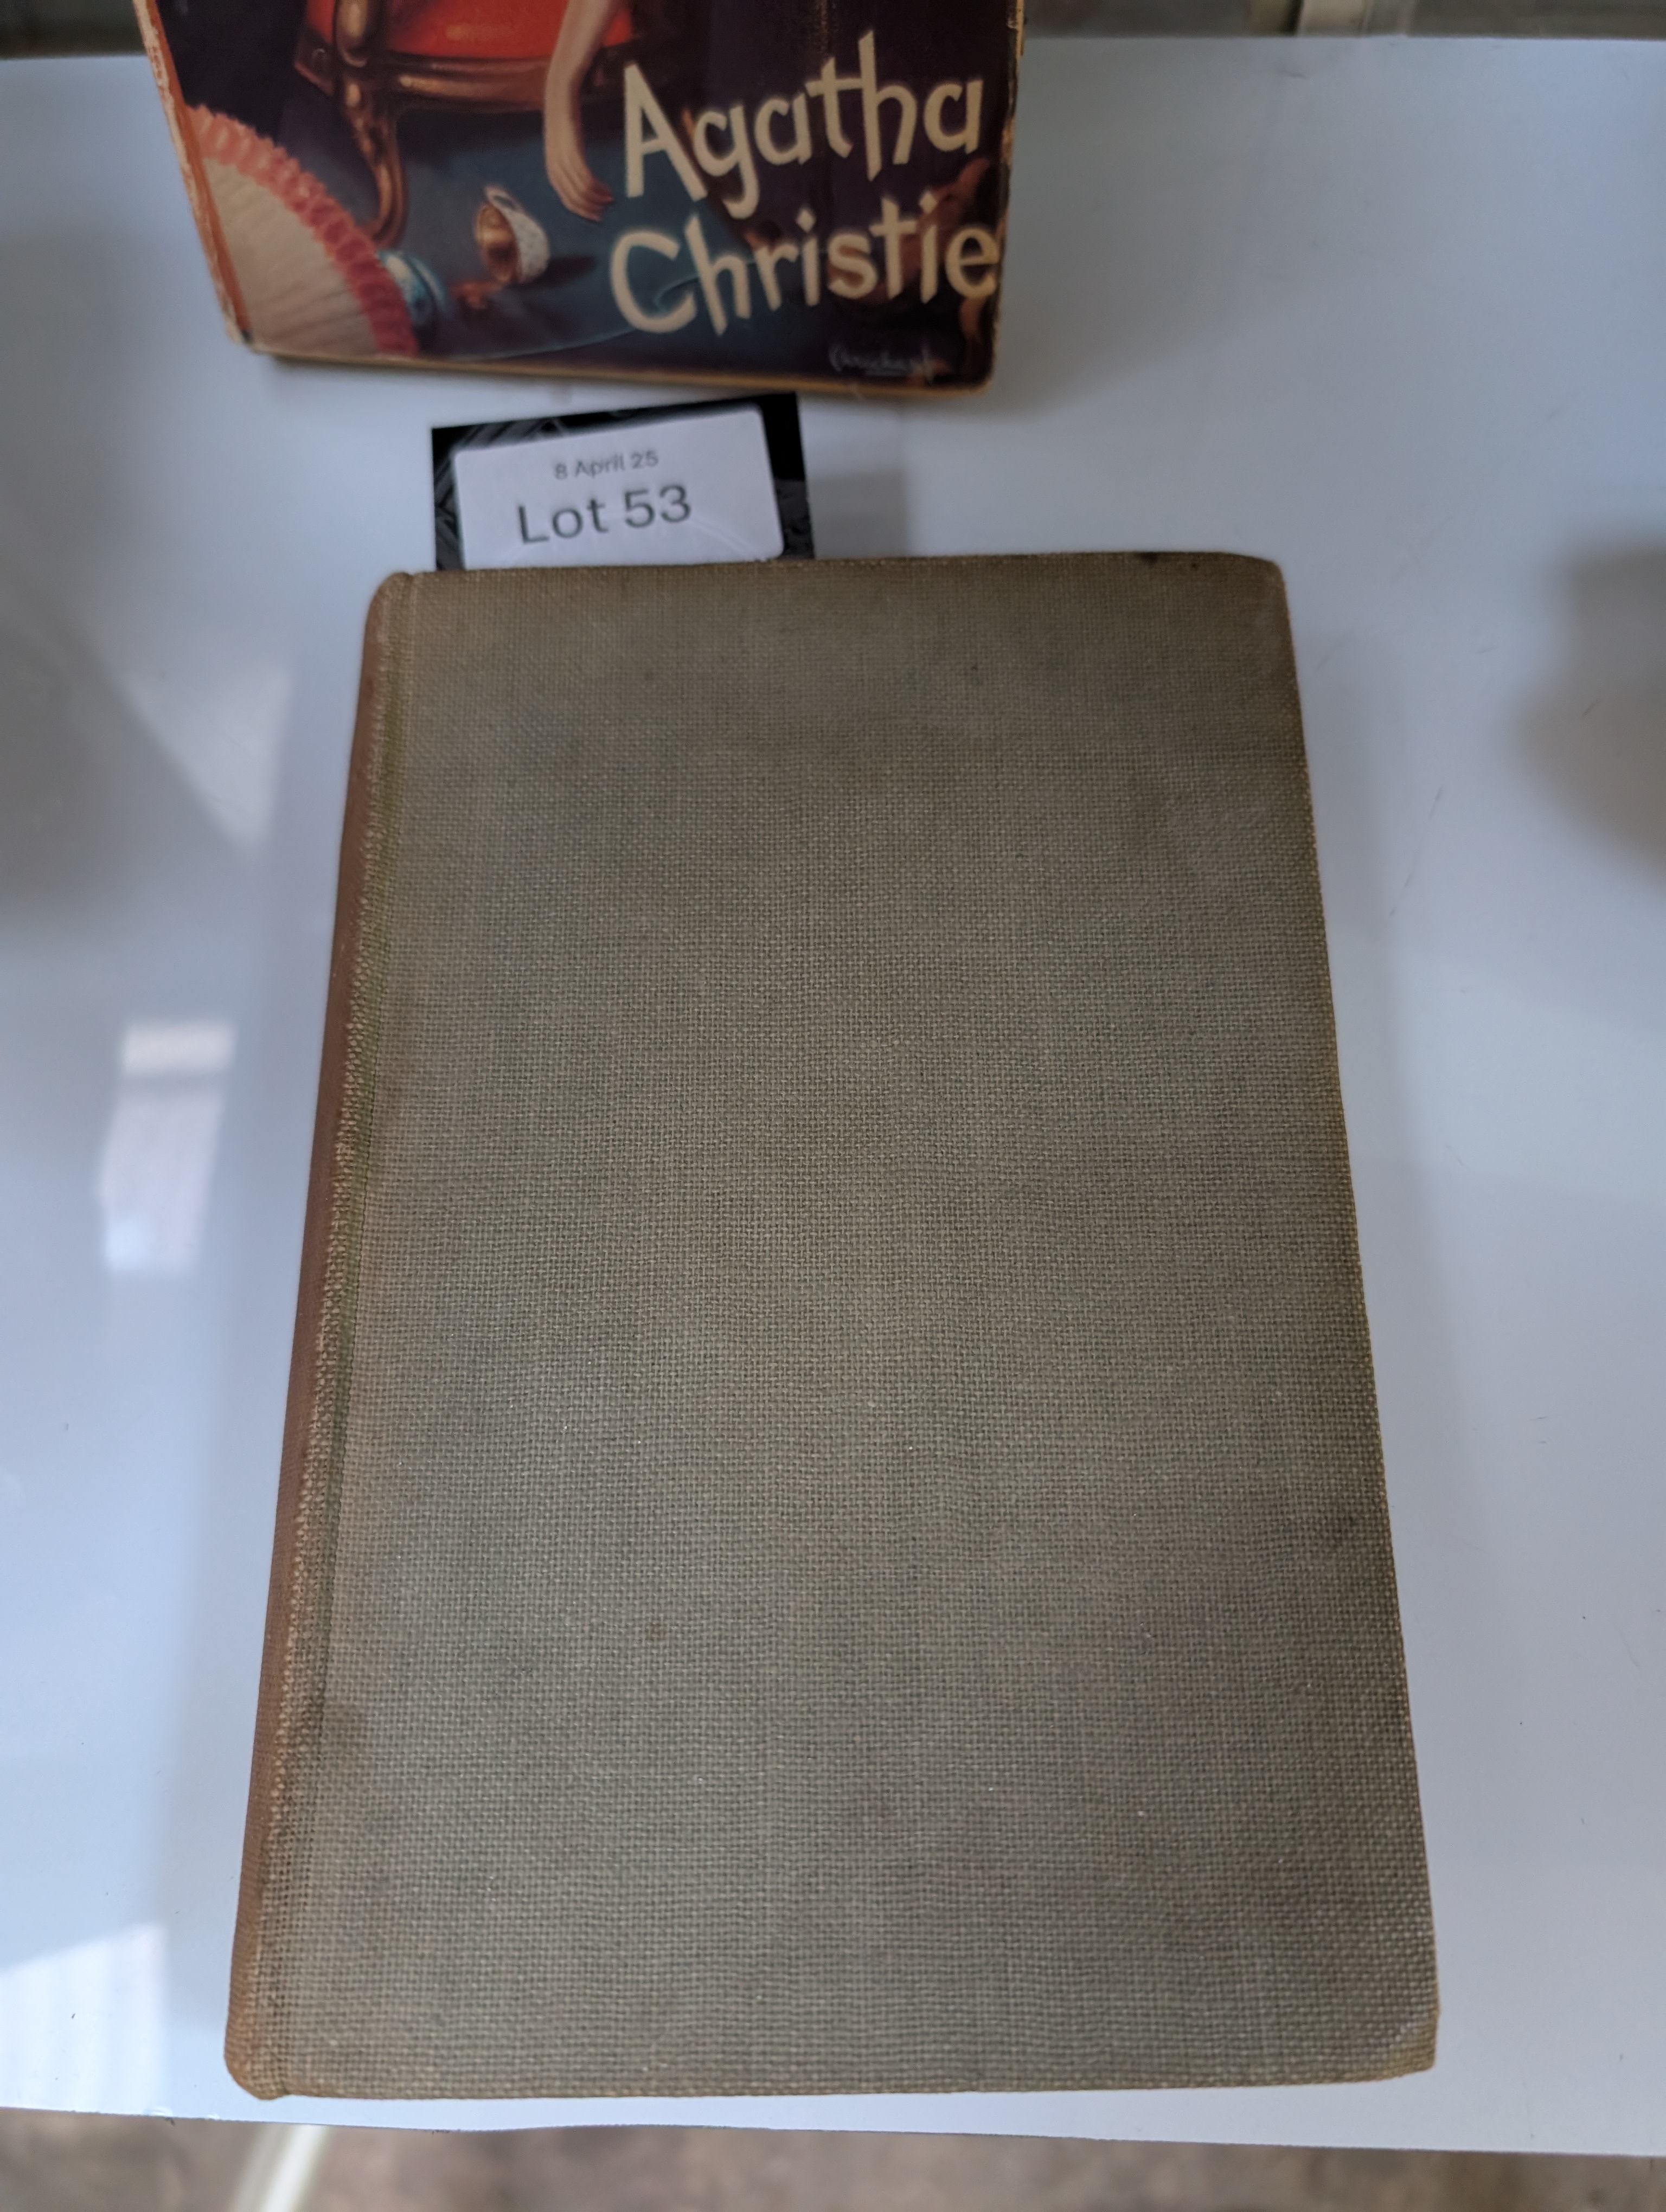 Agatha
Christie
8 April 25
Lot 53